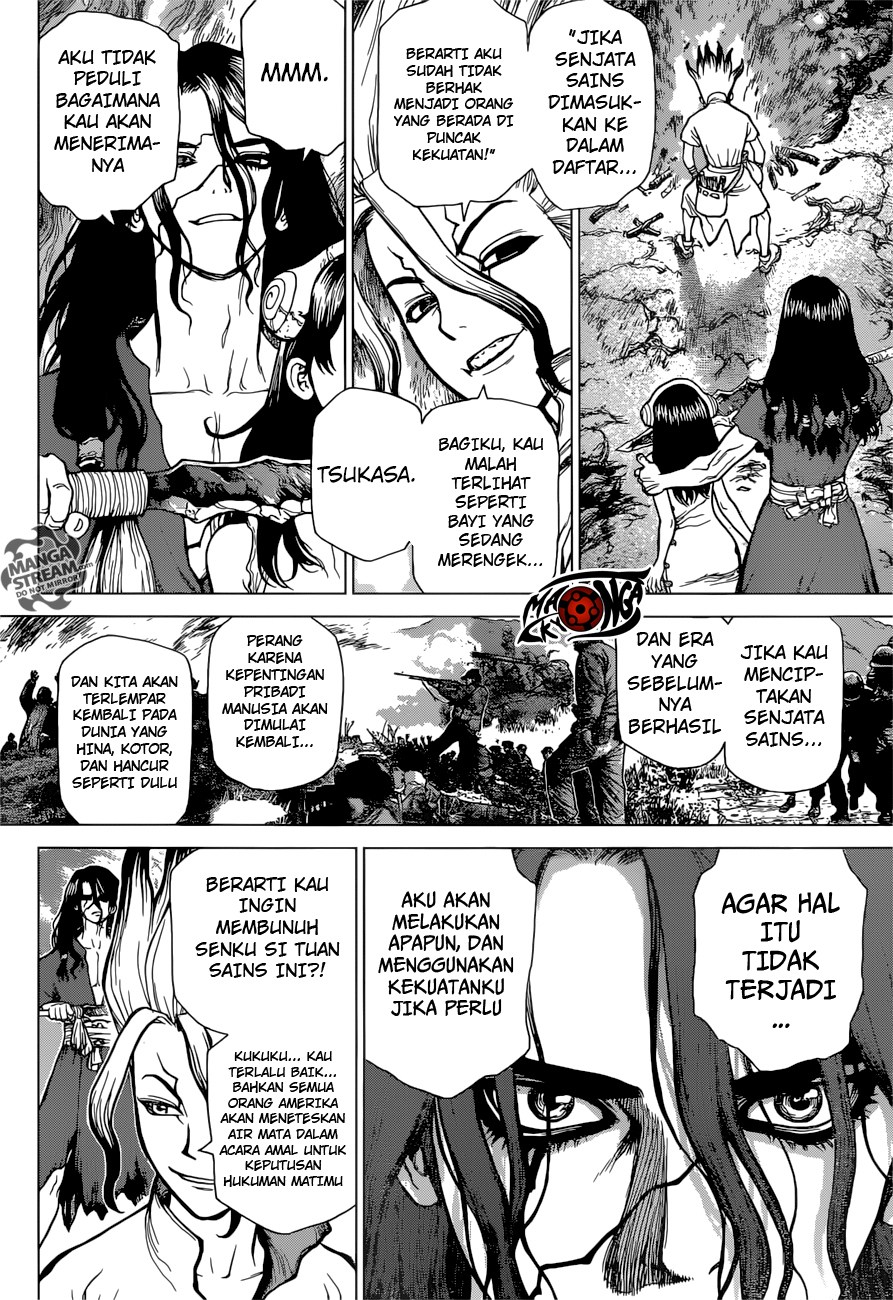 "JIKA
SENJATA
SAINS
DIMASUK-
KAN KE
DALAM
DAFTAR...
BERARTI AKU
SUDAH TIDAK
BERHAK
MENJADI ORANG
YANG BERADA DI
PUNCAK
KEKUATAN!"
BAGIKU, KAU
MALAH
TERLIHAT
SEPERTI
BAYI YANG
SEDANG
MERENGEK...
TSUKASA.
MMM.
AKU TIDAK
PEDULI
BAGAIMANA
KAU AKAN
MENERIMA-
NYA
MANGA
STREAM.com
DO NOT MIRROR!
MANGA
KYO
JIKA KAU
MENCIP-
TAKAN
SENJATA
SAINS...
DAN ERA
YANG
SEBELUM-
NYA
BERHASIL
PERANG
KARENA
KEPENTINGAN
PRIBADI
MANUSIA AKAN
DIMULAI
KEMBALI...
DAN KITA AKAN
TERLEMPAR
KEMBALI PADA
DUNIA YANG
HINA, KOTOR,
DAN HANCUR
SEPERTI DULU
AGAR HAL
ITU
TIDAK
TERJADI
...
AKU AKAN
MELAKUKAN
APAPUN, DAN
MENGGUNAKAN
KEKUATANKU
JIKA PERLU
BERARTI KAU
INGIN
MEMBUNUH
SENKU SI TUAN
SAINS INI?!
KUKUKU... KAU
TERLALU BAIK...
BAHKAN SEMUA
ORANG AMERIKA
AKAN MENETESKAN
AIR MATA DALAM
ACARA AMAL UNTUK
KEPUTUSAN
HUKUMAN MATIMU